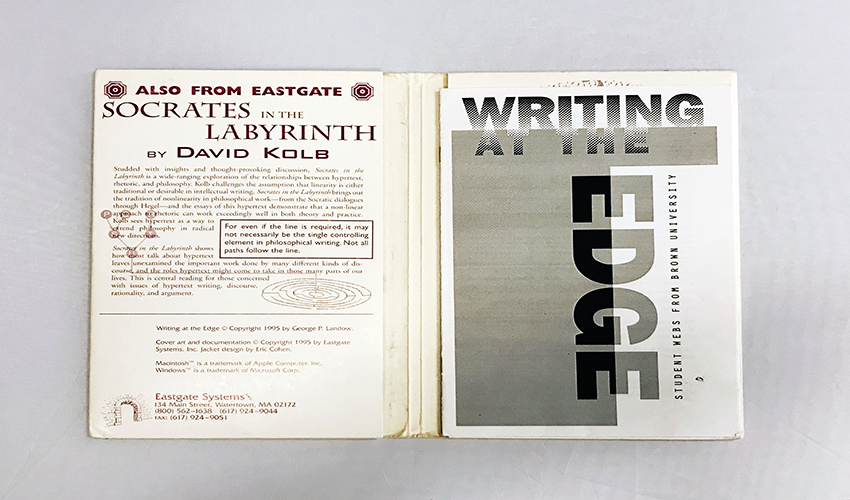 ALSO FROM EASTGATE
SOCRATES IN THE
LABYRINTH
BY DAVID KOLB
Studded with insights and thought-provoking discussion, Socrates in the
Labyrinth is a wide-ranging exploration of the relationships between hypertext,
rhetoric, and philosophy. Kolb challenges the assumption that linearity is either
traditional or desirable in intellectual writing. Socrates in the Labyrinth brings out
the tradition of nonlinearity in philosophical work—from the Socratic dialogues
through Hegel—and the essays of this hypertext demonstrate that a non-linear
approach to rhetoric can work exceedingly well in both theory and practice.
Kolb sees hypertext as a way to
extend philosophy in radical
new directions.
For even if the line is required, it may
not necessarily be the single controlling
element in philosophical writing. Not all
paths follow the line.
Socrates in the Labyrinth shows
how most talk about hypertext
leaves unexamined the important work done by many different kinds of dis-
course, and the roles hypertext might come to take in those many parts of our
lives. This is central reading for those concerned
with issues of hypertext writing, discourse,
rationality, and argument.
Writing at the Edge © Copyright 1995 by George P. Landow.
Cover art and documentation © Copyright 1995 by Eastgate
Systems, Inc. Jacket design by Eric Cohen.
Macintosh™ is a trademark of Apple Computer, Inc.
Windows™ is a trademark of Microsoft Corp.
Eastgate Systems
134 Main Street, Watertown, MA 02172
(800) 562-1638 (617) 924-9044
FAX: (617) 924-9051
WRITING
AT THE
EDGE
STUDENT WEBS FROM BROWN UNIVERSITY